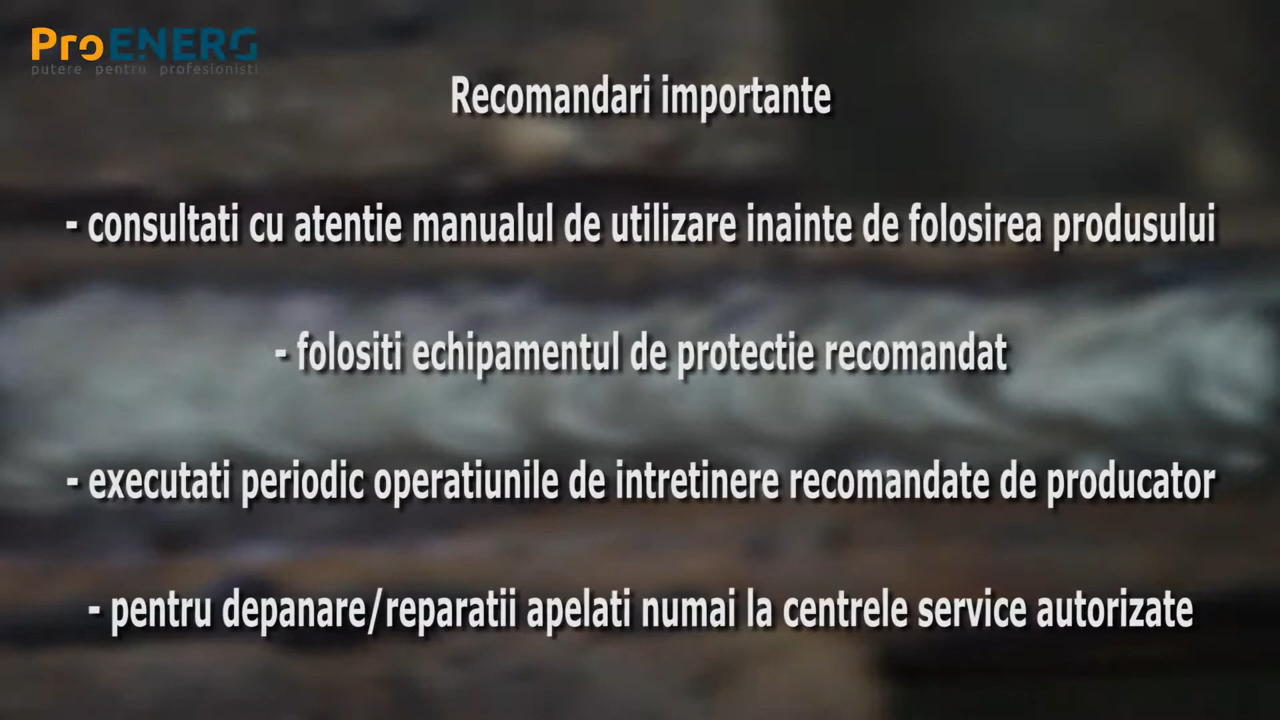 ProENERG
putere pentru profesionisti
Recomandari importante
- consultati cu atentie manualul de utilizare inainte de folosirea produsului
- folositi echipamentul de protectie recomandat
- executati periodic operatiunile de intretinere recomandate de producator
- pentru depanare/reparatii apelati numai la centrele service autorizate